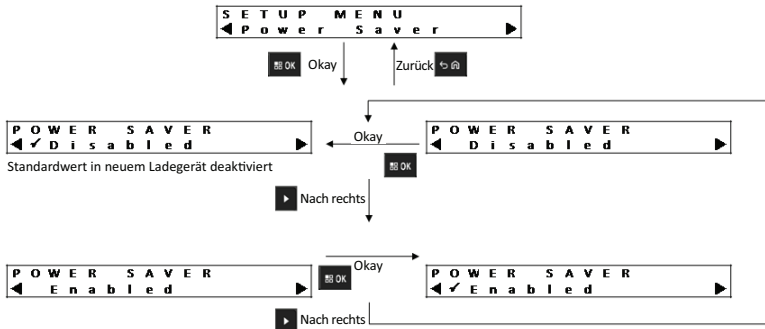 SETUP MENU
◀Power Saver ▶
OK Okay
Zurück
Okay
POWER SAVER
◀✓Disabled ▶
POWER SAVER
◀ Disabled ▶
Standardwert in neuem Ladegerät deaktiviert
OK
Nach rechts
Okay
OK
POWER SAVER
◀ Enabled ▶
POWER SAVER
◀✓Enabled ▶
Nach rechts